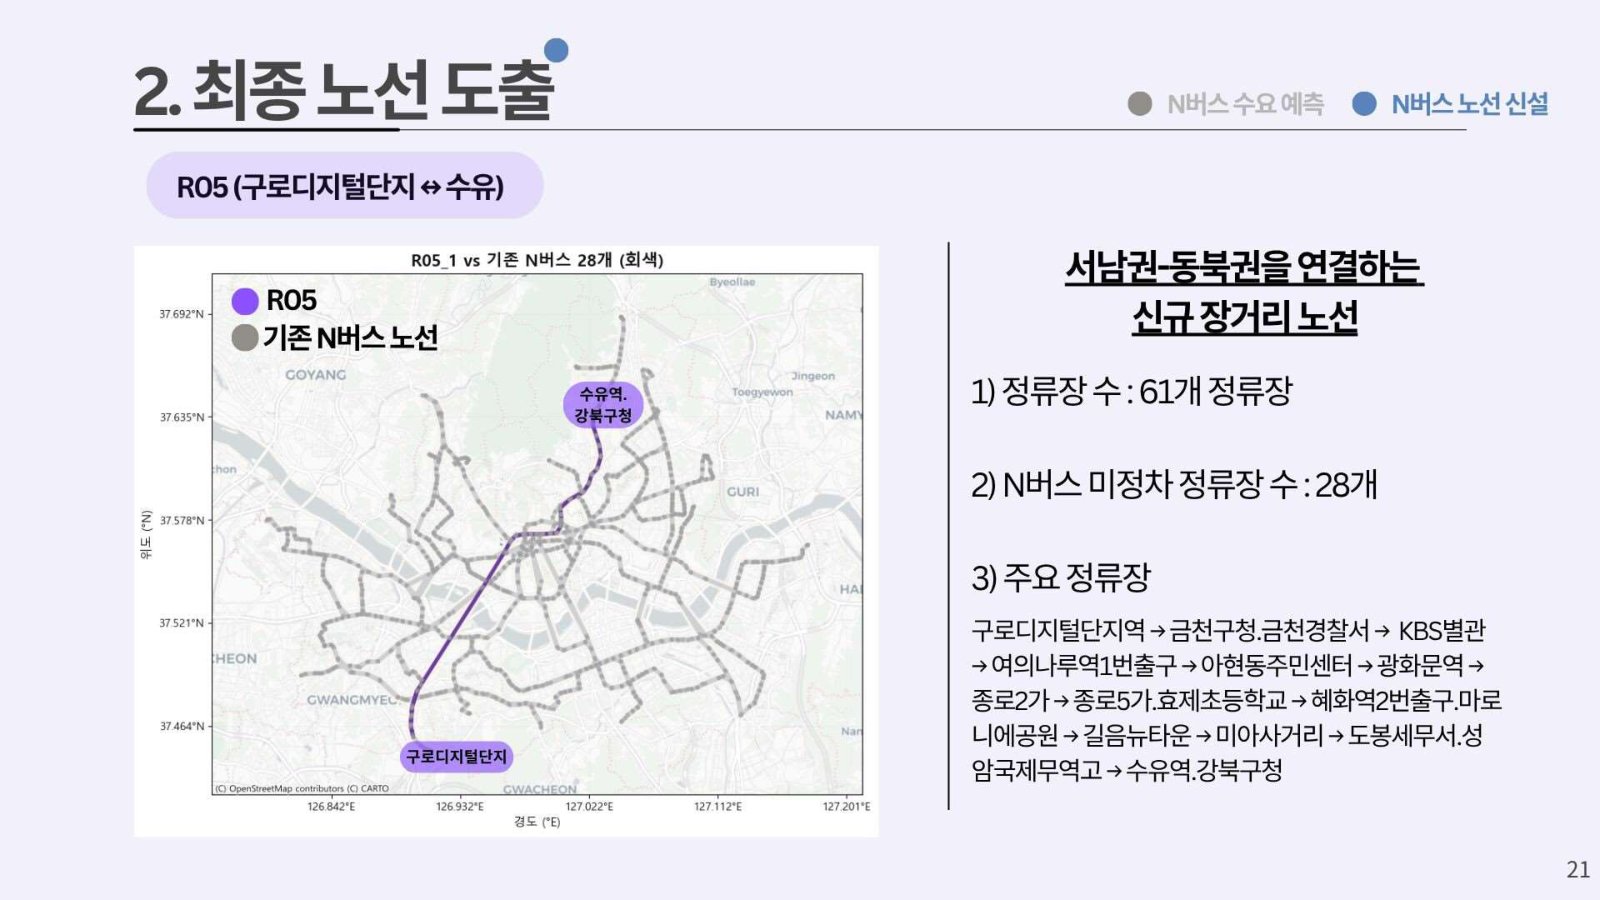 2. 최종 노선 도출
N버스 수요 예측
N버스 노선 신설
R05 (구로디지털단지 ↔ 수유)
R05_1 vs 기존 N버스 28개 (회색)
R05
기존 N버스 노선
Byeollae
37.692°N
GOYANG
Jingeon
Toegyewon
수유역.
강북구청
37.635°N
NAMY
hon
GURI
37.578°N
위도 (°N)
HAI
37.521°N
CHEON
GWANGMYEC
37.464°N
Nan
구로디지털단지
(C) OpenStreetMap contributors (C) CARTO
GWACHEON
126.842°E
126.932°E
127.022°E
127.112°E
127.201°E
경도 (°E)
서남권-동북권을 연결하는
신규 장거리 노선
1) 정류장 수 : 61개 정류장
2) N버스 미정차 정류장 수 : 28개
3) 주요 정류장
구로디지털단지역 → 금천구청.금천경찰서 → KBS별관
→ 여의나루역1번출구 → 아현동주민센터 → 광화문역 →
종로2가 → 종로5가.효제초등학교 → 혜화역2번출구.마로
니에공원 → 길음뉴타운 → 미아사거리 → 도봉세무서.성
암국제무역고 → 수유역.강북구청
21